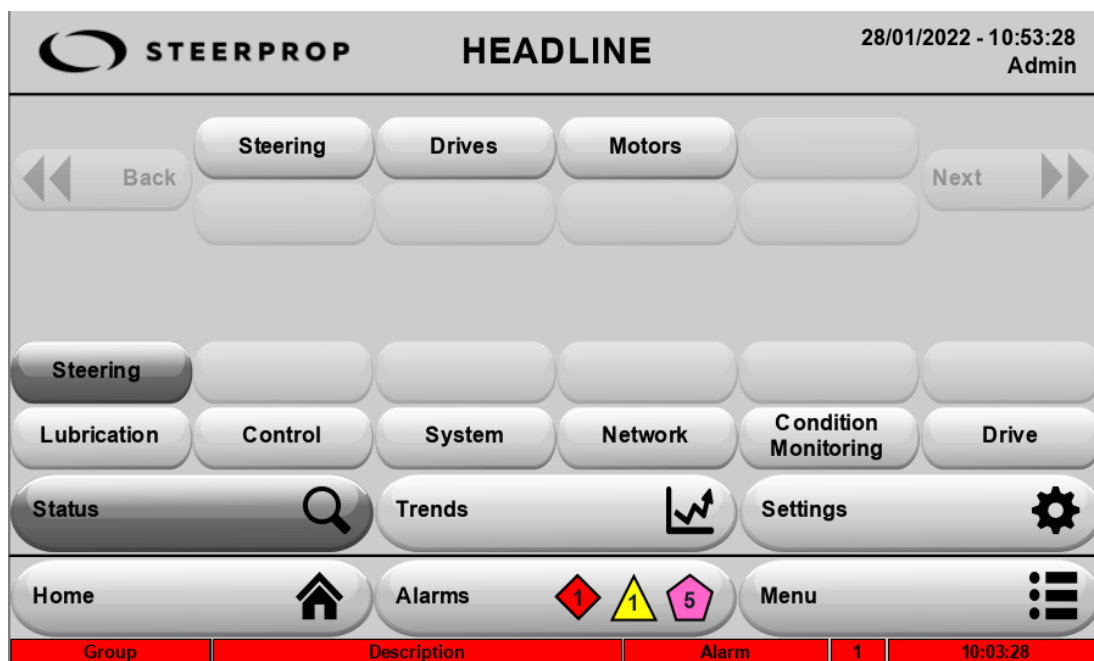 STEERPROP HEADLINE 28/01/2022 - 10:53:28
Admin
Steering Drives Motors
Back Next
Steering
Lubrication Control System Network Condition Monitoring Drive
Status Trends Settings
Home Alarms 1 1 5 Menu
Group Description Alarm 1 10:03:28